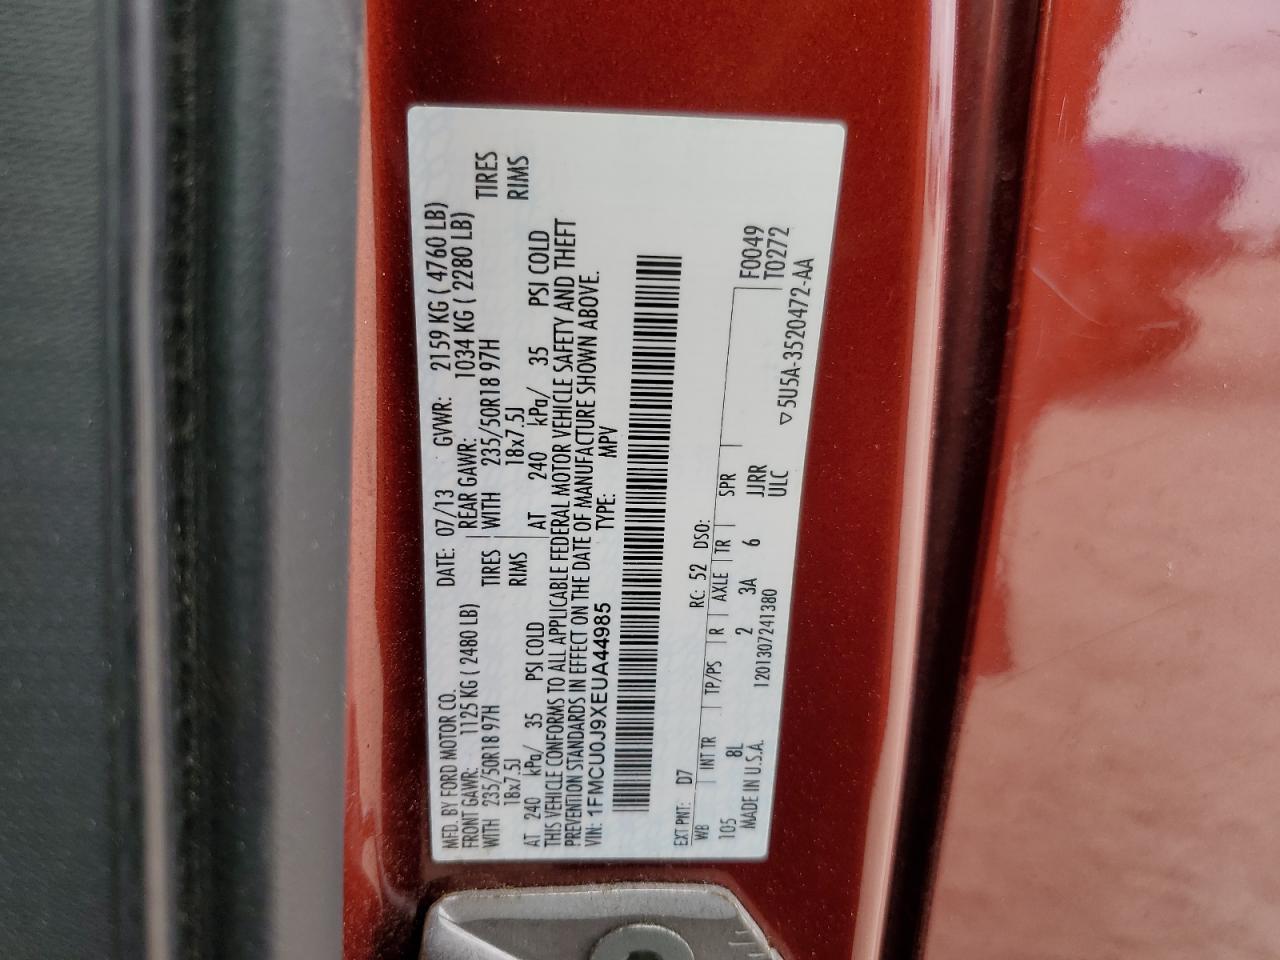 MFD. BY FORD MOTOR CO. DATE: 07/13 GVWR: 2159 KG ( 4760 LB)
FRONT GAWR: 1125 KG ( 2480 LB) REAR GAWR: 1034 KG ( 2280 LB)
WITH 235/50R18 97H TIRES WITH 235/50R18 97H TIRES
18x7.5J RIMS 18x7.5J RIMS
AT 240 kPa/ 35 PSI COLD AT 240 kPa/ 35 PSI COLD
THIS VEHICLE CONFORMS TO ALL APPLICABLE FEDERAL MOTOR VEHICLE SAFETY AND THEFT
PREVENTION STANDARDS IN EFFECT ON THE DATE OF MANUFACTURE SHOWN ABOVE.
VIN: 1FMCU0J9XEUA44985 TYPE: MPV
EXT PNT: D7 RC: 52 DSO: F0049
WB INT TR TP/PS R AXLE TR SPR T0272
105 8L 2 3A 6 JJRR
MADE IN U.S.A. 1201307241380 ULC ▽5U5A-3520472-AA